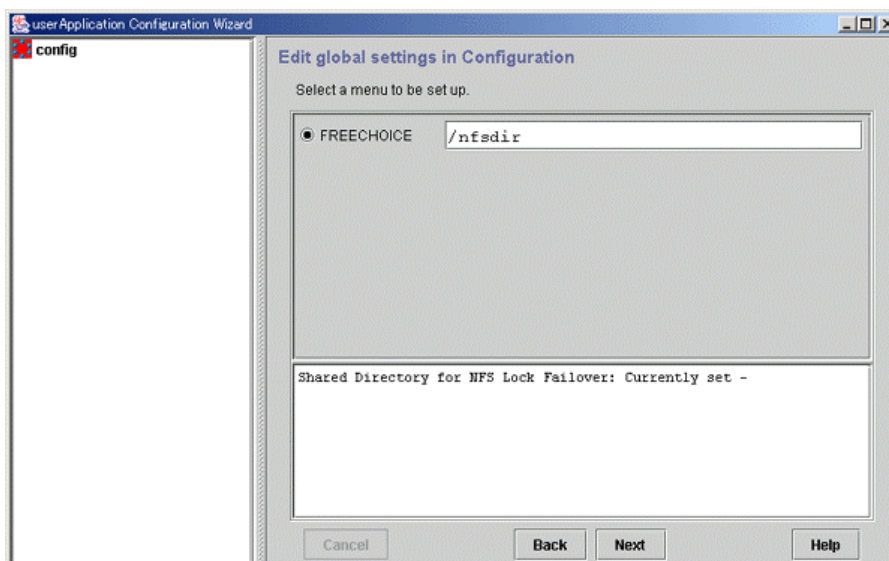 userApplication Configuration Wizard
config
Edit global settings in Configuration
Select a menu to be set up.
FREECHOICE
/nfsdir
Shared Directory for NFS Lock Failover: Currently set -
Cancel
Back
Next
Help